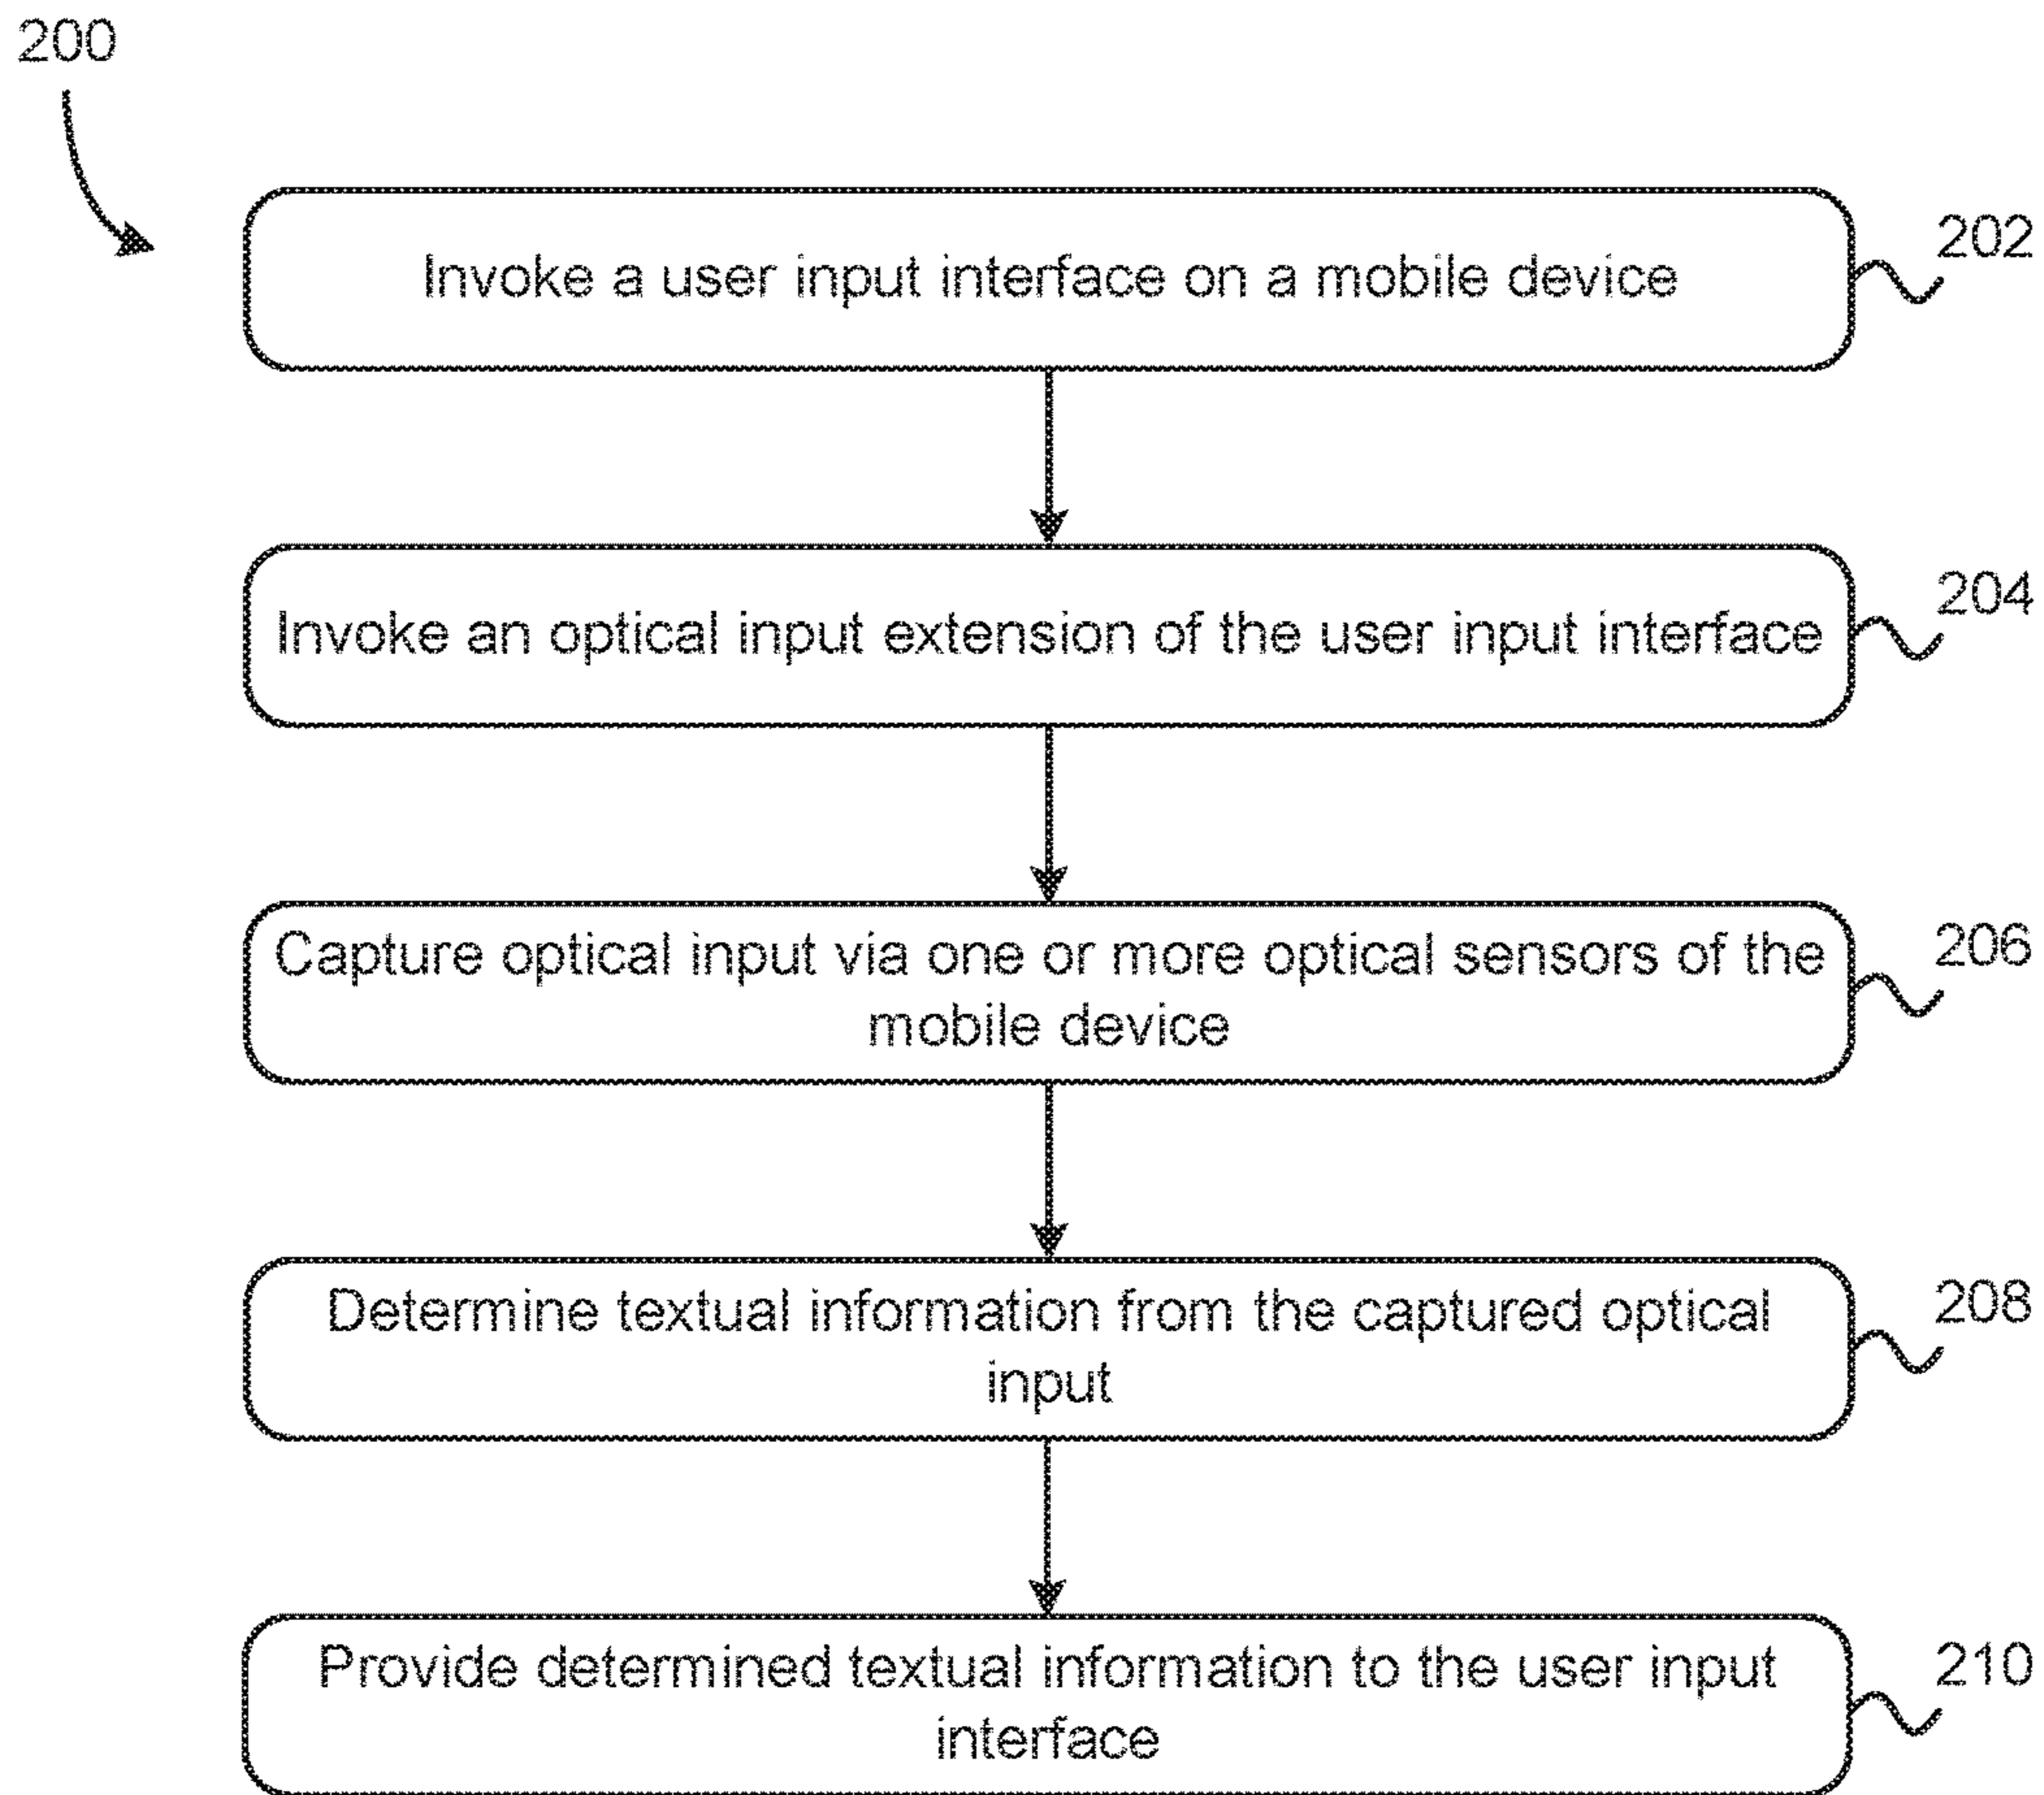 200
Invoke a user input interface on a mobile device
202
Invoke an optical input extension of the user input interface
204
Capture optical input via one or more optical sensors of the
mobile device
206
Determine textual information from the captured optical
input
208
Provide determined textual information to the user input
interface
210